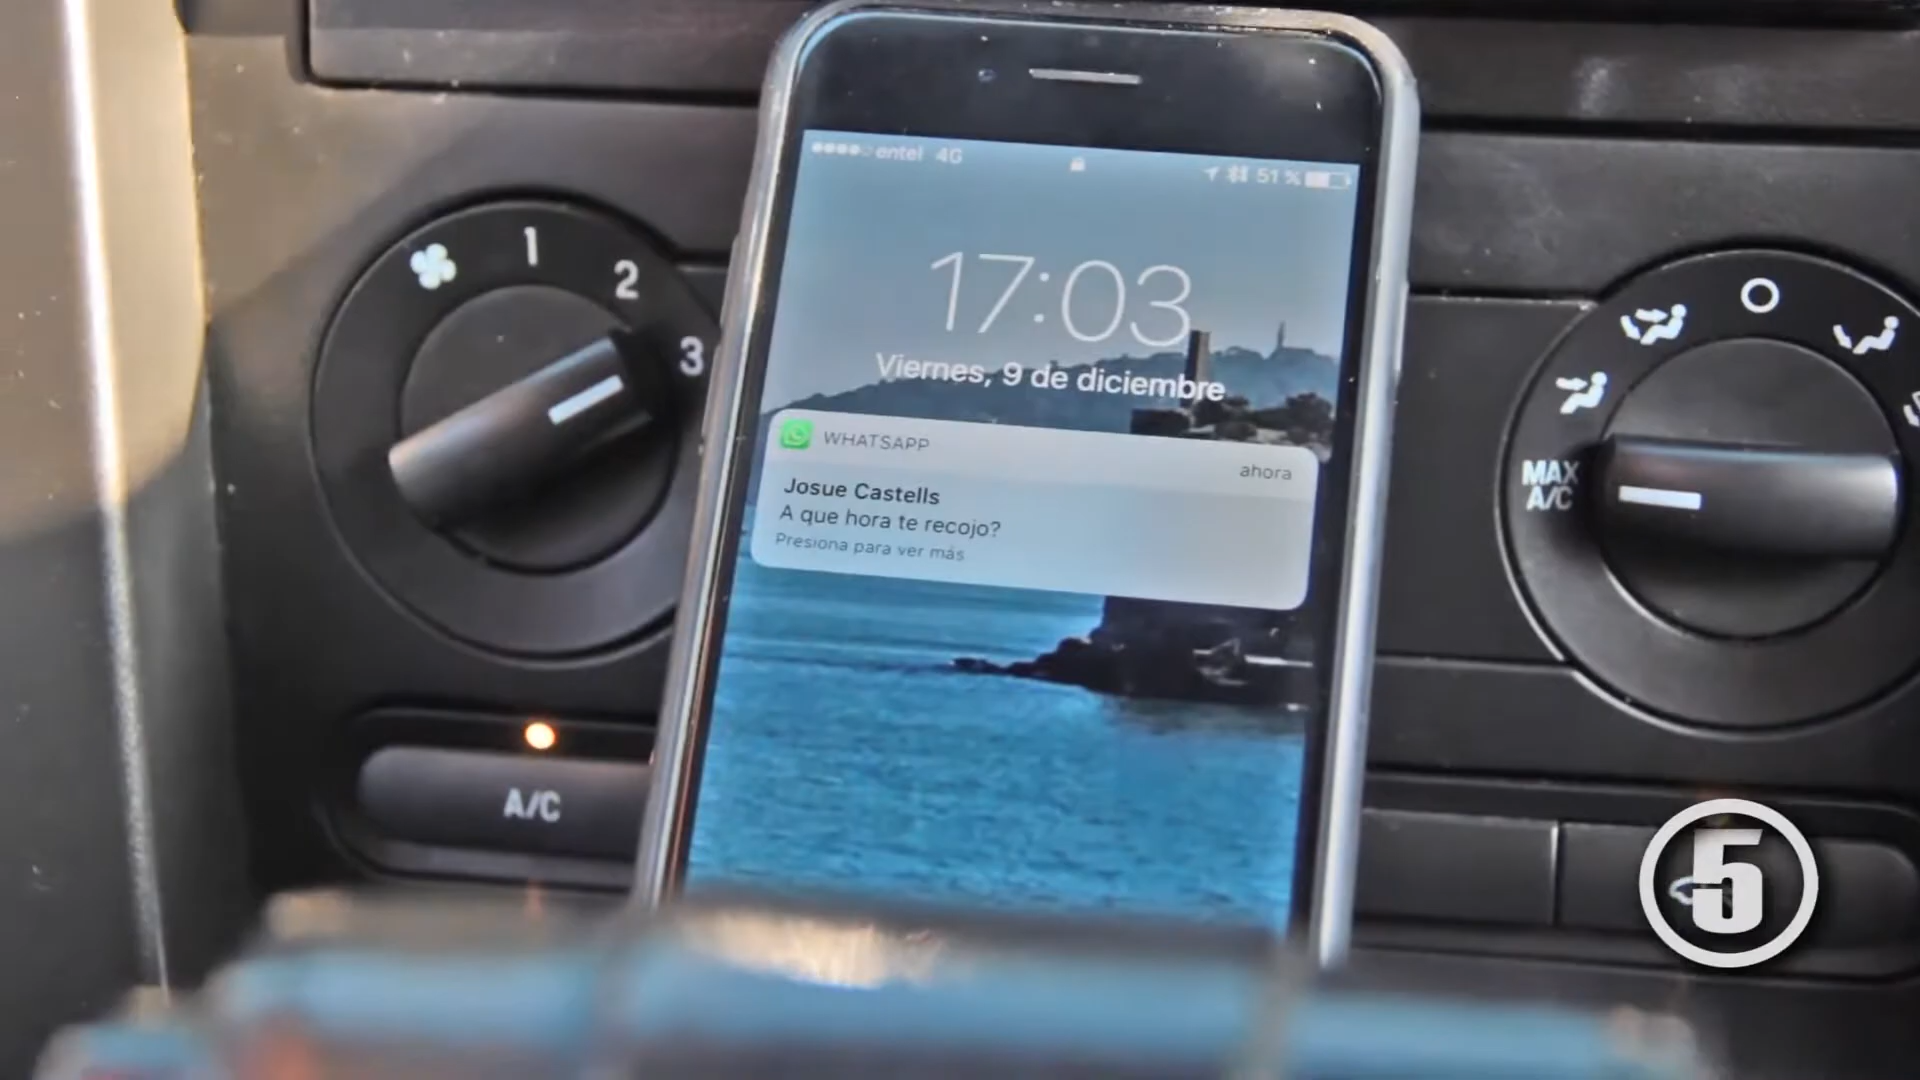 entel 4G
51 %
17:03
Viernes, 9 de diciembre
WHATSAPP
ahora
Josue Castells
A que hora te recojo?
Presiona para ver más
1
2
3
MAX
A/C
A/C
5